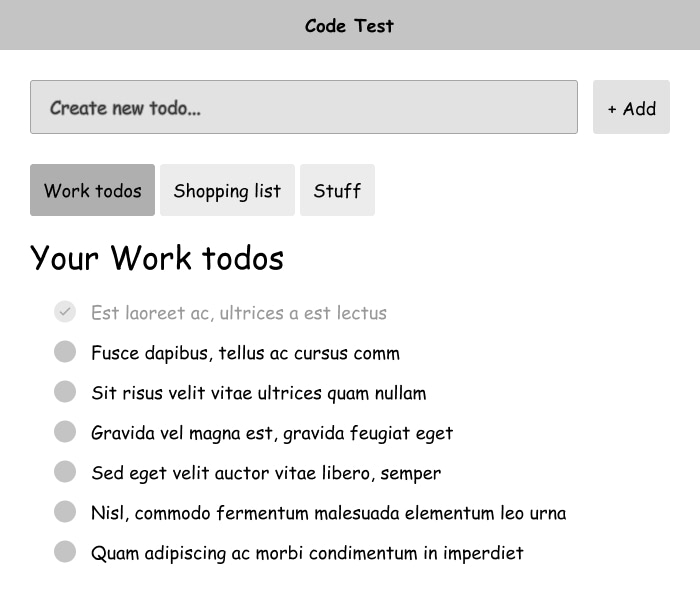 Code Test
Create new todo...
+ Add
Work todos
Shopping list
Stuff
Your Work todos
Est laoreet ac, ultrices a est lectus
Fusce dapibus, tellus ac cursus comm
Sit risus velit vitae ultrices quam nullam
Gravida vel magna est, gravida feugiat eget
Sed eget velit auctor vitae libero, semper
Nisl, commodo fermentum malesuada elementum leo urna
Quam adipiscing ac morbi condimentum in imperdiet